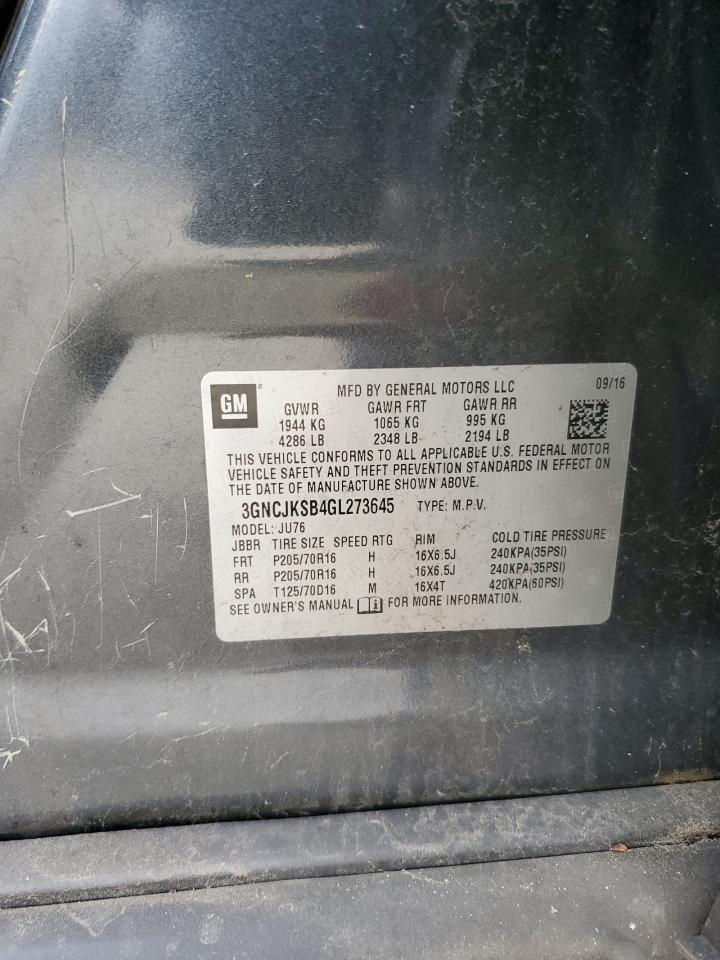 GM
MFD BY GENERAL MOTORS LLC 09/16
GVWR GAWR FRT GAWR RR
1944 KG 1065 KG 995 KG
4286 LB 2348 LB 2194 LB
THIS VEHICLE CONFORMS TO ALL APPLICABLE U.S. FEDERAL MOTOR
VEHICLE SAFETY AND THEFT PREVENTION STANDARDS IN EFFECT ON
THE DATE OF MANUFACTURE SHOWN ABOVE.
3GNCJKSB4GL273645 TYPE: M.P.V.
MODEL: JU76
JBBR TIRE SIZE SPEED RTG RIM COLD TIRE PRESSURE
FRT P205/70R16 H 16X6.5J 240KPA(35PSI)
RR P205/70R16 H 16X6.5J 240KPA(35PSI)
SPA T125/70D16 M 16X4T 420KPA(60PSI)
SEE OWNER'S MANUAL FOR MORE INFORMATION.